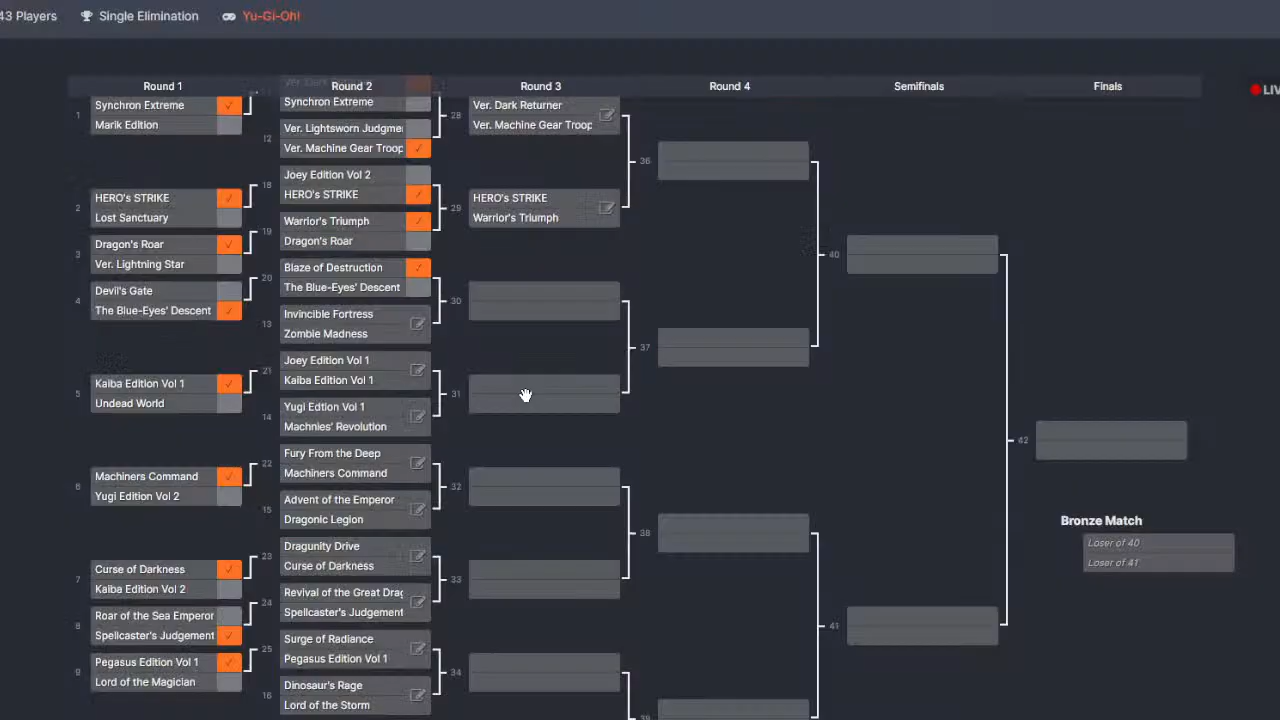 43 Players Single Elimination Yu-Gi-Oh!
Round 1 Round 2 Round 3 Round 4 Semifinals Finals
LIV
1
Synchron Extreme ✓
Marik Edition
2
HERO's STRIKE ✓
Lost Sanctuary
3
Dragon's Roar ✓
Ver. Lightning Star
4
Devil's Gate
The Blue-Eyes' Descent ✓
5
Kaiba Edition Vol 1 ✓
Undead World
6
Machiners Command ✓
Yugi Edition Vol 2
7
Curse of Darkness ✓
Kaiba Edition Vol 2
8
Roar of the Sea Emperor
Spellcaster's Judgement ✓
9
Pegasus Edition Vol 1 ✓
Lord of the Magician
Synchron Extreme
12
Ver. Lightsworn Judgmer
Ver. Machine Gear Troop ✓
18
Joey Edition Vol 2
HERO's STRIKE ✓
19
Warrior's Triumph ✓
Dragon's Roar
20
Blaze of Destruction ✓
The Blue-Eyes' Descent
13
Invincible Fortress
Zombie Madness
21
Joey Edition Vol 1
Kaiba Edition Vol 1
14
Yugi Edtion Vol 1
Machnies' Revolution
22
Fury From the Deep
Machiners Command
15
Advent of the Emperor
Dragonic Legion
23
Dragunity Drive
Curse of Darkness
24
Revival of the Great Drag
Spellcaster's Judgement
25
Surge of Radiance
Pegasus Edition Vol 1
16
Dinosaur's Rage
Lord of the Storm
28
Ver. Dark Returner
Ver. Machine Gear Troop
29
HERO's STRIKE
Warrior's Triumph
30
31
32
33
34
36
37
38
39
40
41
42
Bronze Match
Loser of 40
Loser of 41